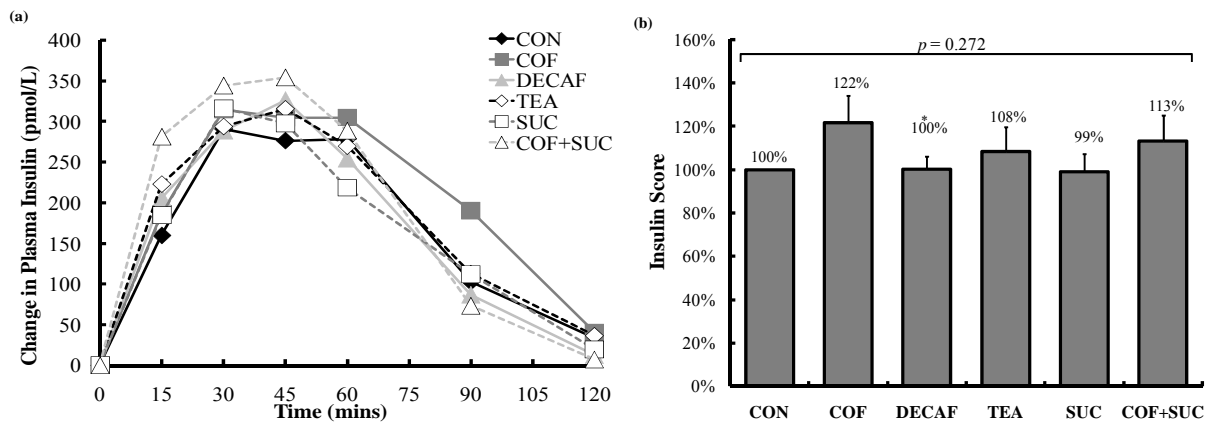 (a)
400
350
300
250
200
150
100
50
0
Change in Plasma Insulin (pmol/L)
CON
COF
DECAF
TEA
SUC
COF+SUC
0 15 30 45 60 75 90 105 120
Time (mins)
(b)
160%
140%
120%
100%
80%
60%
40%
20%
0%
Insulin Score
p = 0.272
100%
122%
*
100%
108%
99%
113%
CON COF DECAF TEA SUC COF+SUC